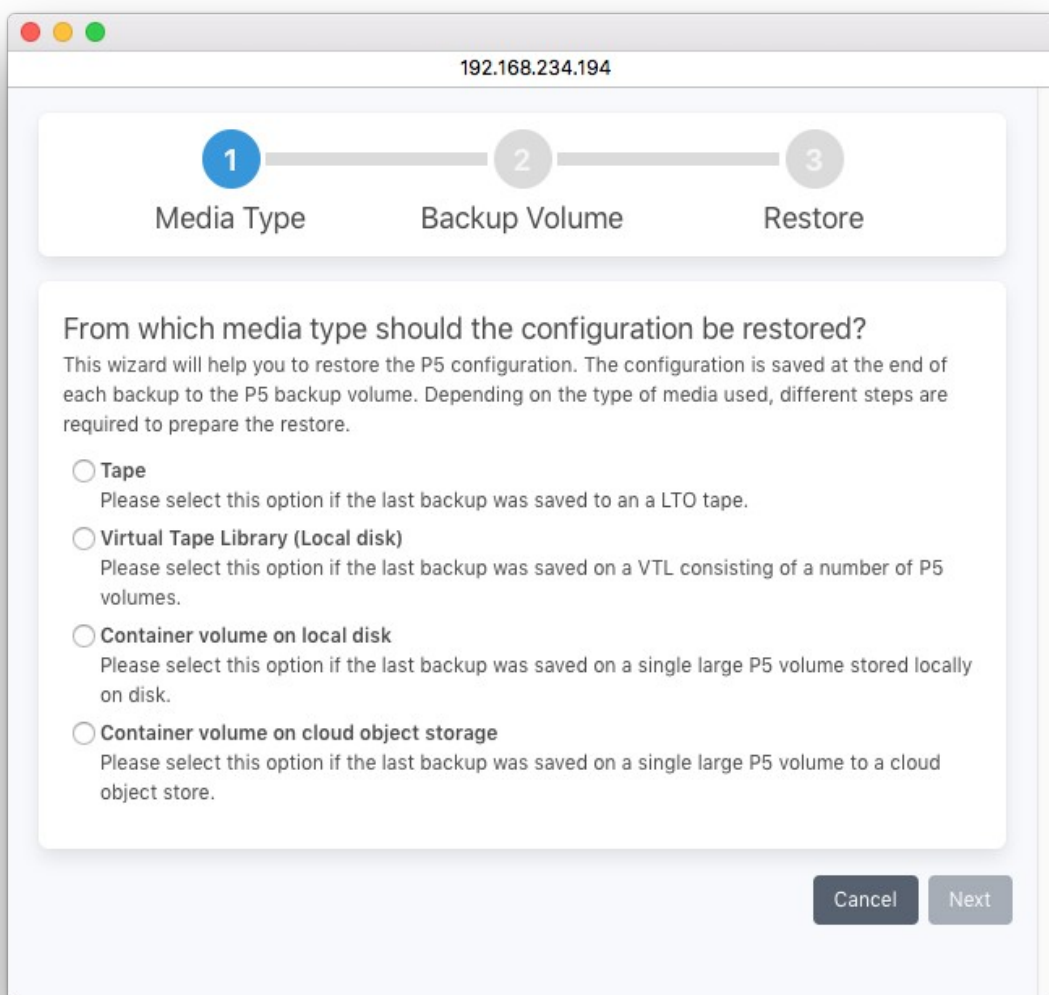 192.168.234.194
1
2
3
Media Type
Backup Volume
Restore
From which media type should the configuration be restored?
This wizard will help you to restore the P5 configuration. The configuration is saved at the end of
each backup to the P5 backup volume. Depending on the type of media used, different steps are
required to prepare the restore.
Tape
Please select this option if the last backup was saved to an a LTO tape.
Virtual Tape Library (Local disk)
Please select this option if the last backup was saved on a VTL consisting of a number of P5
volumes.
Container volume on local disk
Please select this option if the last backup was saved on a single large P5 volume stored locally
on disk.
Container volume on cloud object storage
Please select this option if the last backup was saved on a single large P5 volume to a cloud
object store.
Cancel
Next